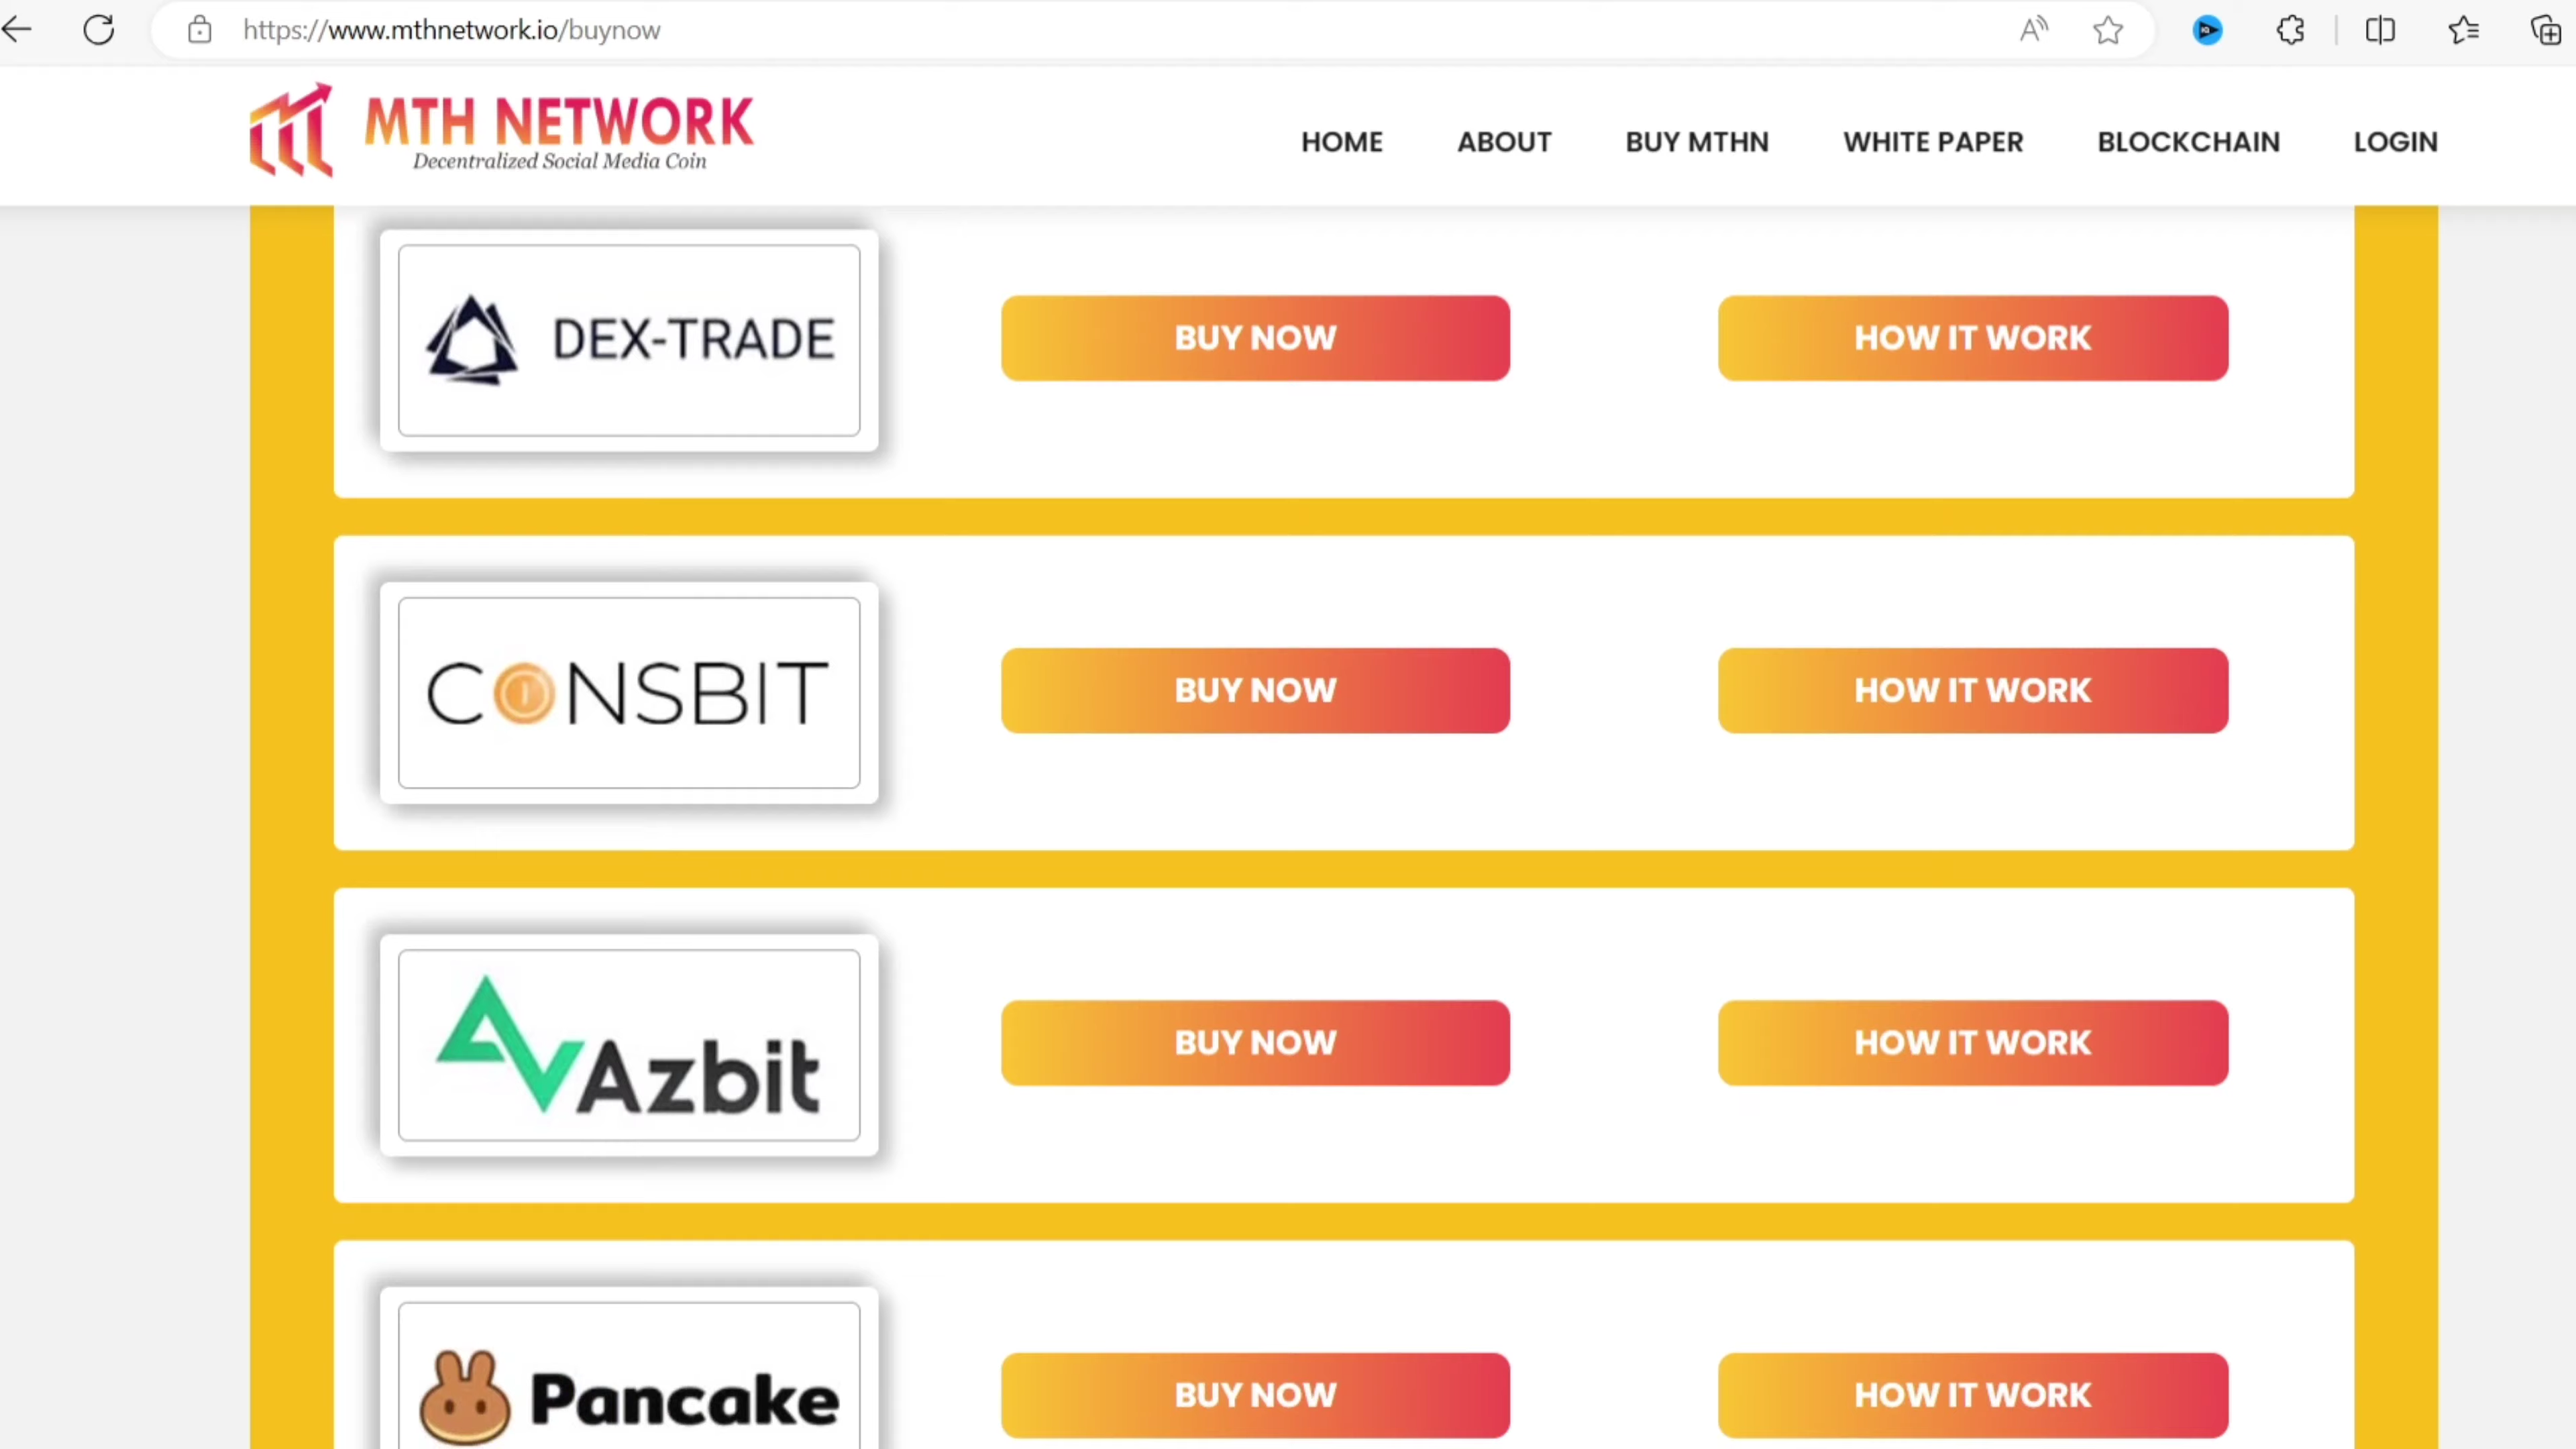 https://www.mthnetwork.io/buynow
MTH NETWORK
Decentralized Social Media Coin
HOME ABOUT BUY MTHN WHITE PAPER BLOCKCHAIN LOGIN
DEX-TRADE BUY NOW HOW IT WORK
CONSBIT BUY NOW HOW IT WORK
Azbit BUY NOW HOW IT WORK
Pancake BUY NOW HOW IT WORK